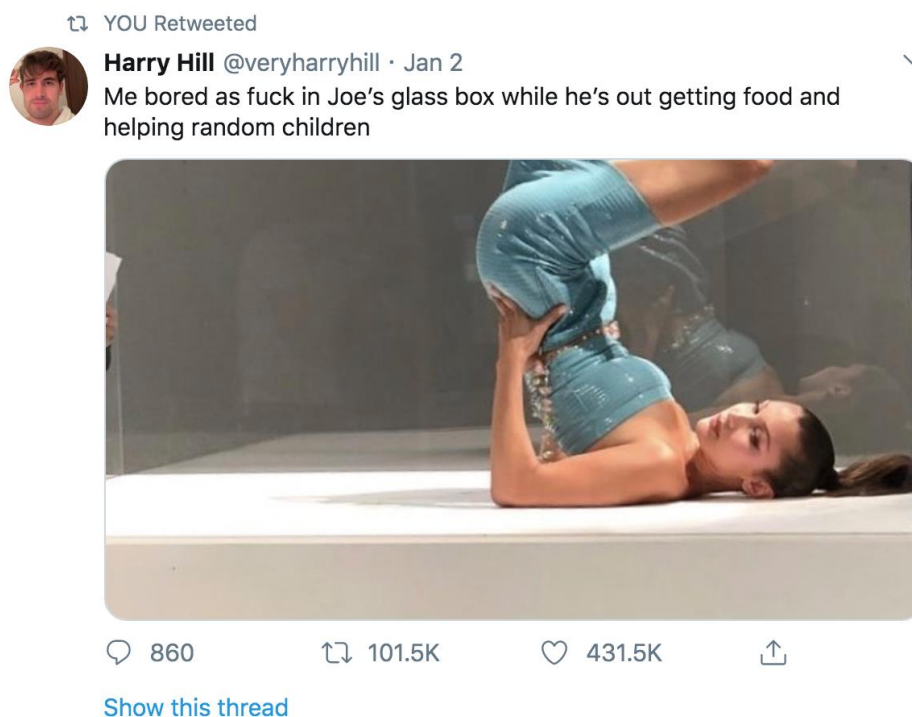 YOU Retweeted
Harry Hill @veryharryhill · Jan 2
Me bored as fuck in Joe’s glass box while he’s out getting food and
helping random children
860 101.5K 431.5K
Show this thread